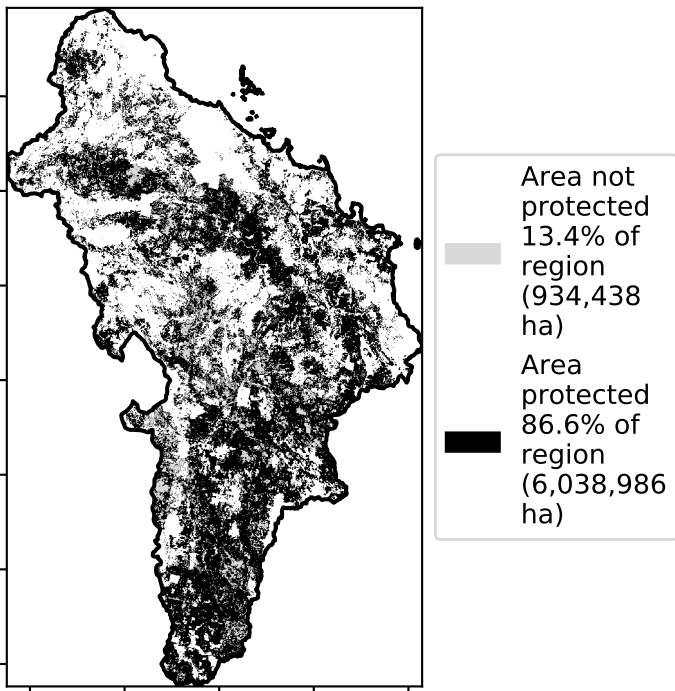 Area not
protected
13.4% of
region
(934,438
ha)
Area
protected
86.6% of
region
(6,038,986
ha)